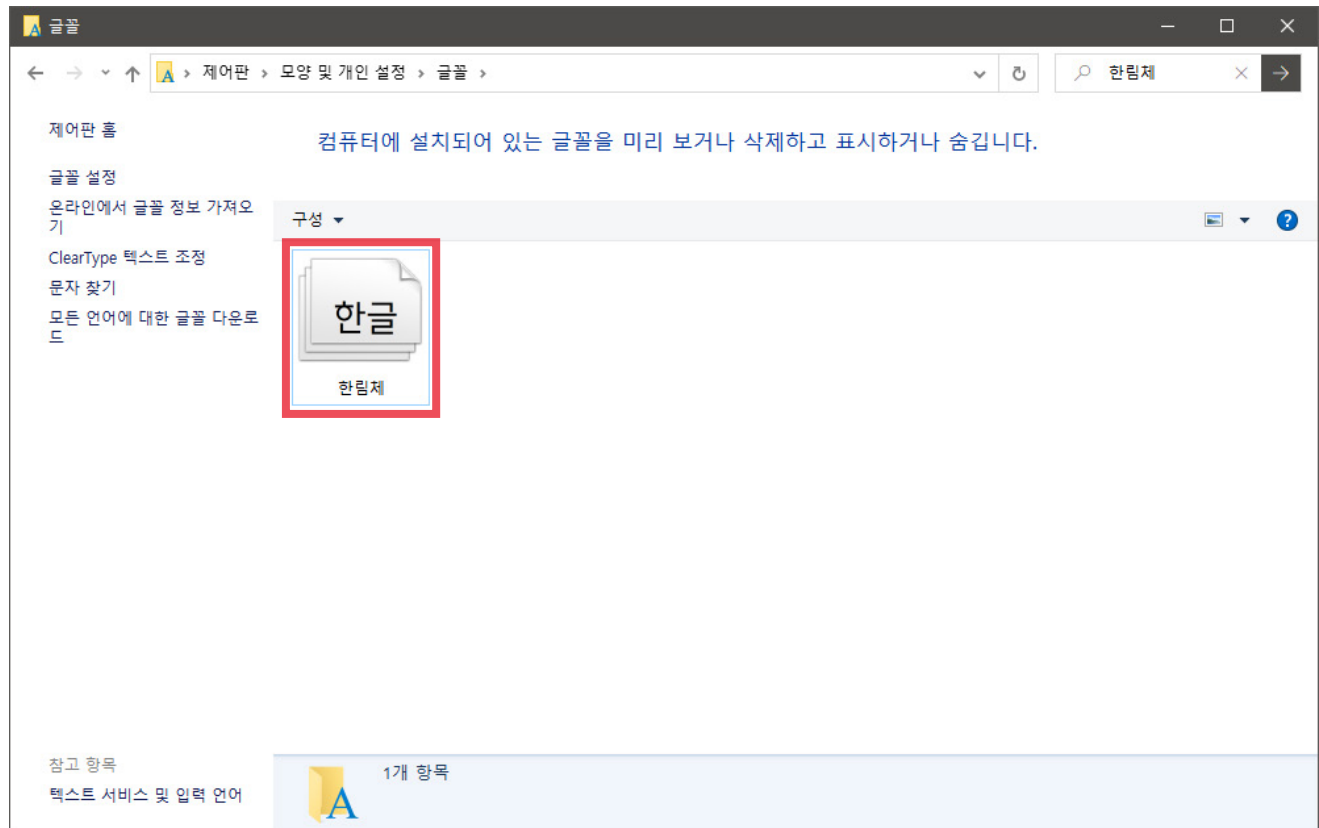 글꼴
제어판 > 모양 및 개인 설정 > 글꼴 >
한림체
제어판 홈
글꼴 설정
온라인에서 글꼴 정보 가져오
기
ClearType 텍스트 조정
문자 찾기
모든 언어에 대한 글꼴 다운로
드
컴퓨터에 설치되어 있는 글꼴을 미리 보거나 삭제하고 표시하거나 숨깁니다.
구성
한글
한림체
참고 항목
텍스트 서비스 및 입력 언어
1개 항목